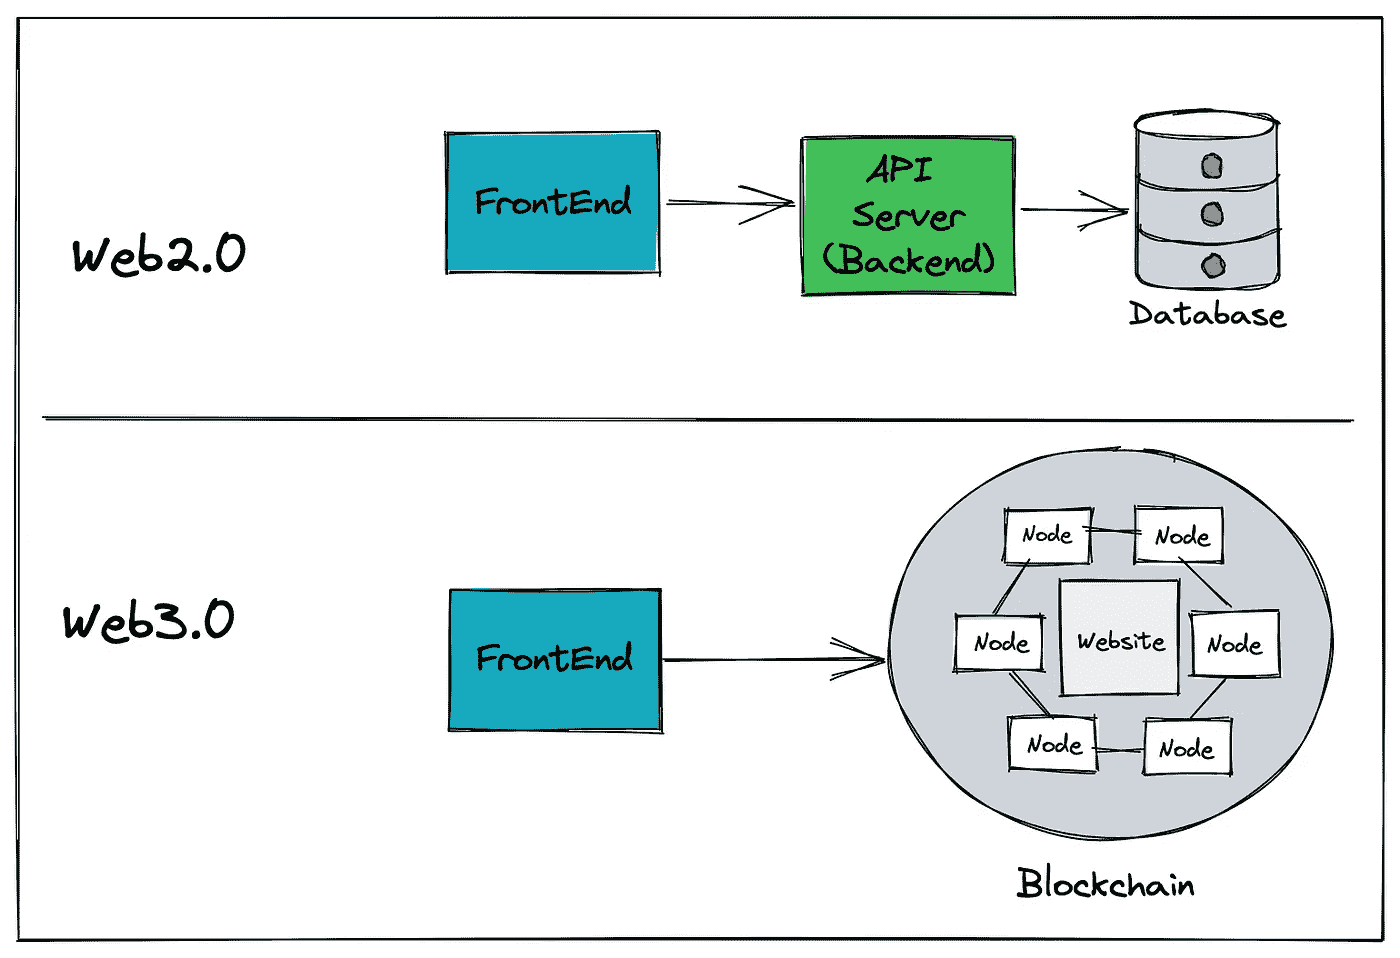 Web2.0
FrontEnd
API
Server
(Backend)
Database
Web3.0
FrontEnd
Node
Node
Node
Website
Node
Node
Node
Blockchain